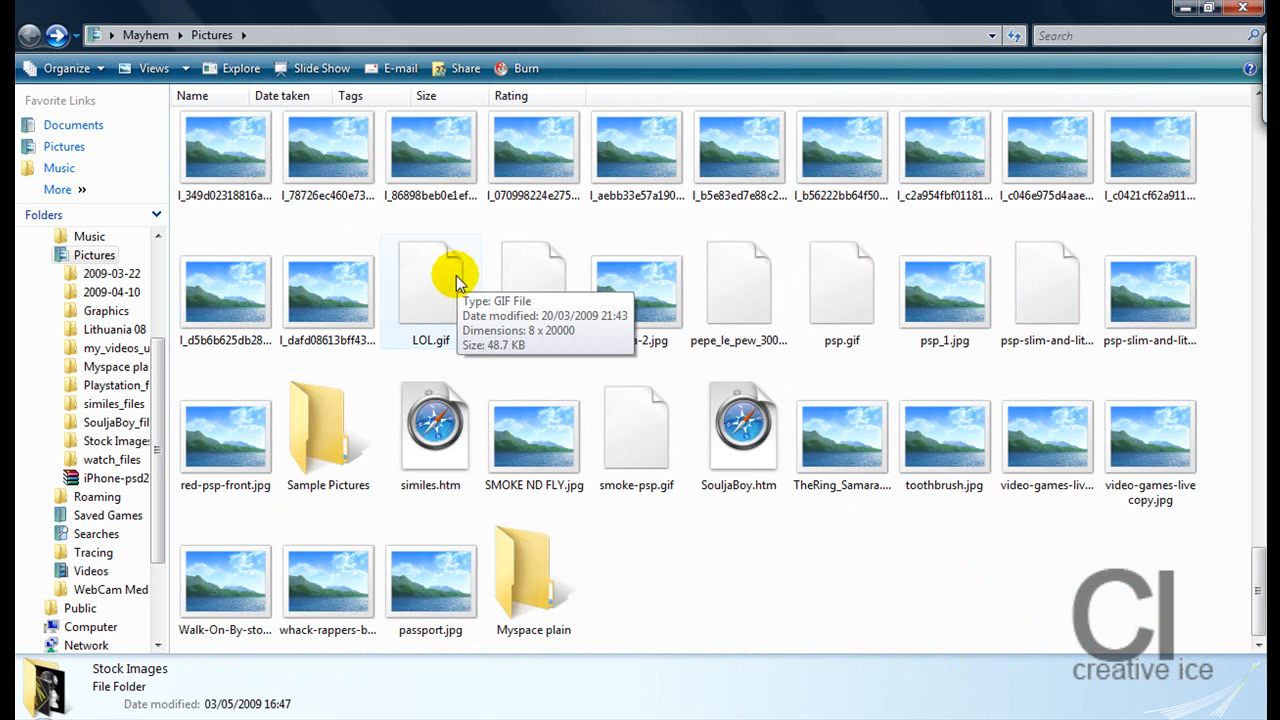 Mayhem Pictures
Search
Organize Views Explore Slide Show E-mail Share Burn
Favorite Links
Documents
Pictures
Music
More
Folders
Music
Pictures
2009-03-22
2009-04-10
Graphics
Lithuania 08
my_videos_u
Myspace pla
Playstation_f
similes_files
SouljaBoy_fil
Stock Images
watch_files
iPhone-psd2
Roaming
Saved Games
Searches
Tracing
Videos
WebCam Med
Public
Computer
Network
Name Date taken Tags Size Rating
l_349d02318816a... l_78726ec460e73... l_86898beb0e1ef... l_070998224e275... l_aebb33e57a190... l_b5e83ed7e88c2... l_b56222bb64f50... l_c2a954fbf01181... l_c046e975d4aae... l_c0421cf62a911...
l_d5b6b625db28... l_dafd08613bff43... LOL.gif a-2.jpg pepe_le_pew_300... psp.gif psp_1.jpg psp-slim-and-lit... psp-slim-and-lit...
Type: GIF File
Date modified: 20/03/2009 21:43
Dimensions: 8 x 20000
Size: 48.7 KB
red-psp-front.jpg Sample Pictures similes.htm SMOKE ND FLY.jpg smoke-psp.gif SouljaBoy.htm TheRing_Samara.... toothbrush.jpg video-games-liv... video-games-live
copy.jpg
Walk-On-By-sto... whack-rappers-b... passport.jpg Myspace plain
CI
creative ice
Stock Images
File Folder
Date modified: 03/05/2009 16:47